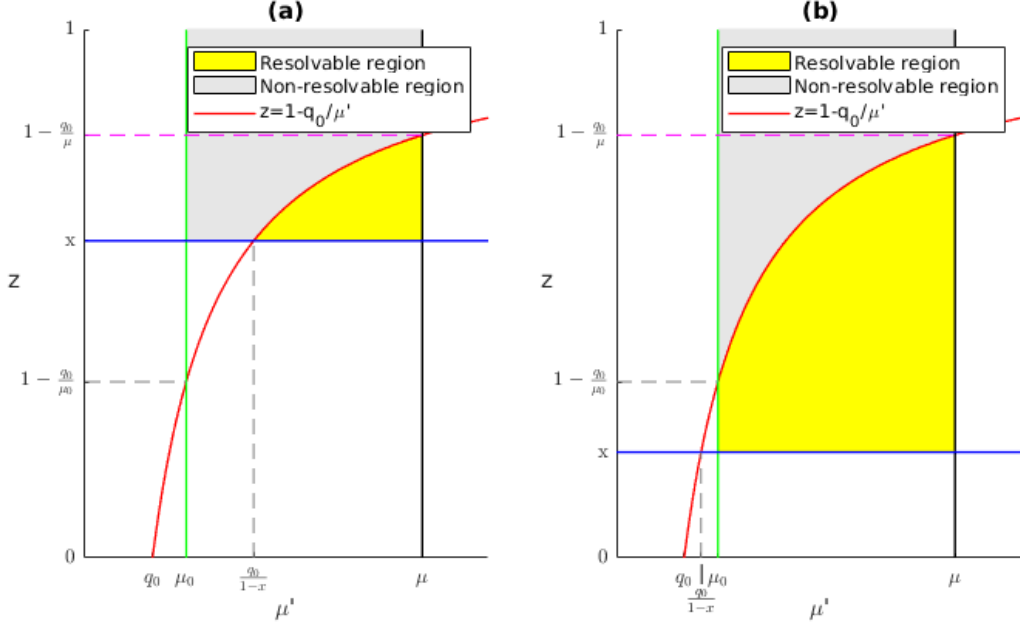 (a)
1
Resolvable region
Non-resolvable region
z=1-q₀/μ'
1 − q₀/μ
x
z
1 − q₀/μ₀
0
q₀ μ₀ q₀/(1−x) μ
μ'
(b)
1
Resolvable region
Non-resolvable region
z=1-q₀/μ'
1 − q₀/μ
z
1 − q₀/μ₀
x
0
q₀ μ₀ μ
q₀/(1−x)
μ'